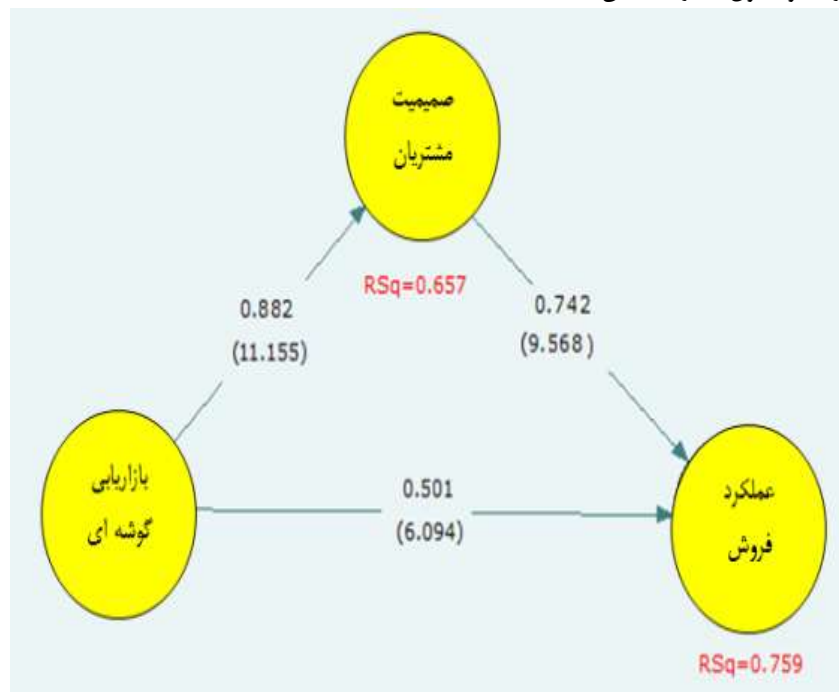 صمیمیت
مشتریان
RSq=0.657
0.882
(11.155)
0.742
(9.568)
بازاریابی
گوشه ای
0.501
(6.094)
عملکرد
فروش
RSq=0.759